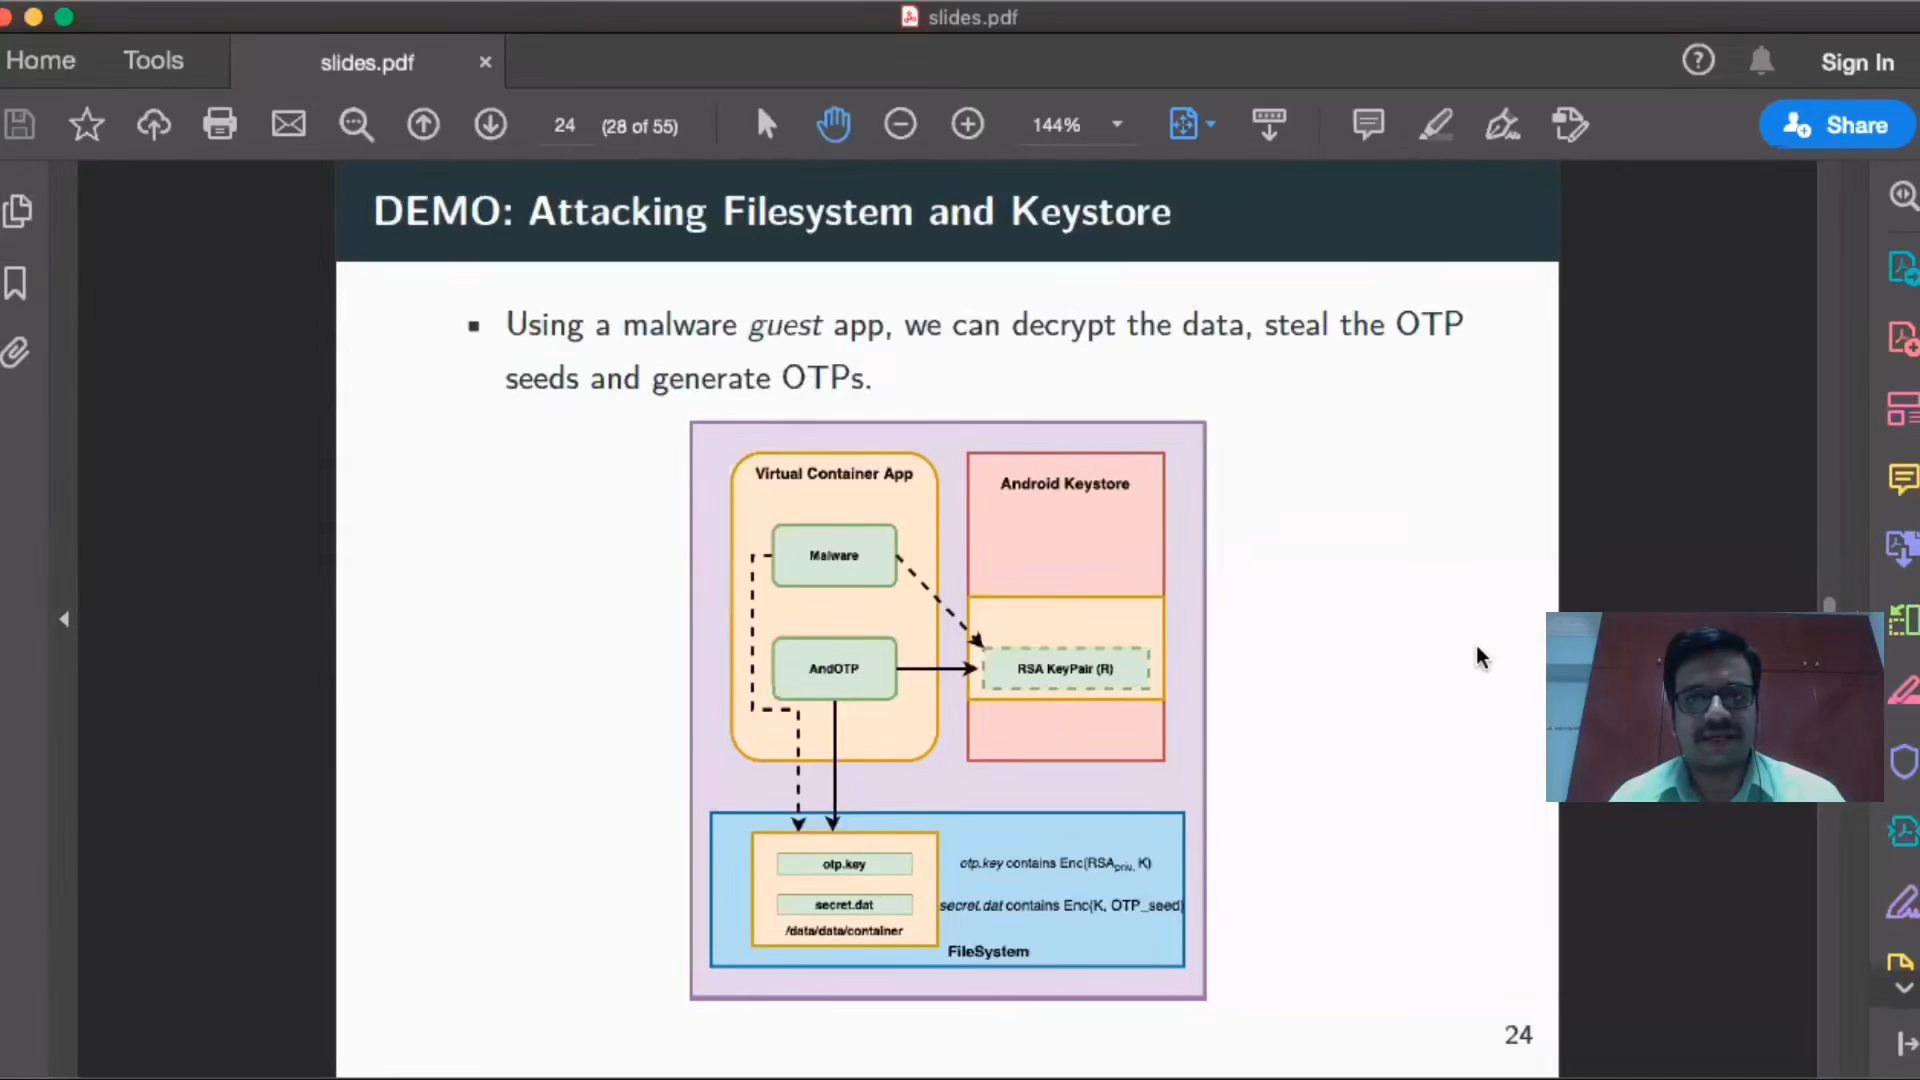 slides.pdf
Home
Tools
slides.pdf
Sign In
24 (28 of 55)
144%
Share
DEMO: Attacking Filesystem and Keystore
Using a malware guest app, we can decrypt the data, steal the OTP
seeds and generate OTPs.
Virtual Container App
Android Keystore
Malware
AndOTP
RSA KeyPair (R)
otp.key
otp.key contains Enc(RSApriv, K)
secret.dat
secret.dat contains Enc(K, OTP_seed)
/data/data/container
FileSystem
24